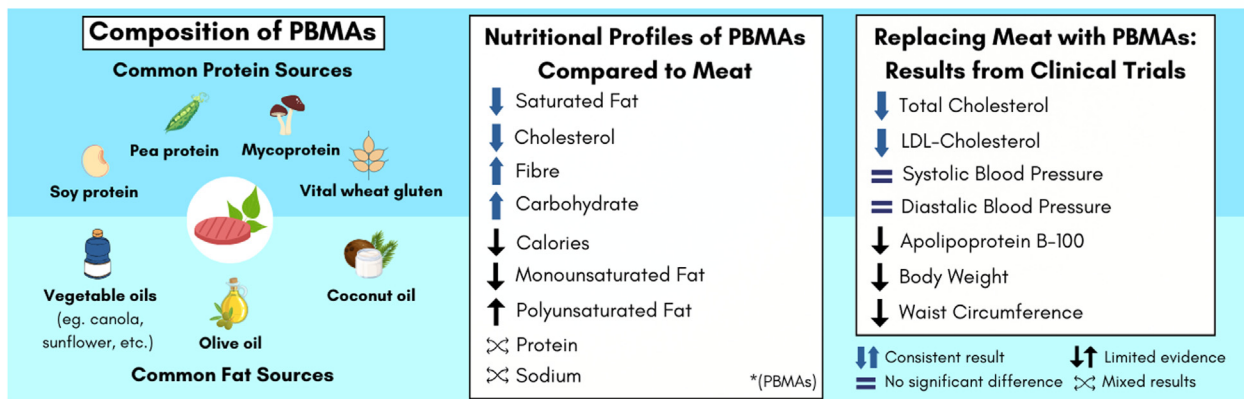 Composition of PBMAs
Common Protein Sources
Pea protein
Mycoprotein
Soy protein
Vital wheat gluten
Vegetable oils
(eg. canola,
sunflower, etc.)
Olive oil
Coconut oil
Common Fat Sources
Nutritional Profiles of PBMAs
Compared to Meat
Saturated Fat
Cholesterol
Fibre
Carbohydrate
Calories
Monounsaturated Fat
Polyunsaturated Fat
Protein
Sodium
*(PBMAs)
Replacing Meat with PBMAs:
Results from Clinical Trials
Total Cholesterol
LDL-Cholesterol
Systolic Blood Pressure
Diastalic Blood Pressure
Apolipoprotein B-100
Body Weight
Waist Circumference
Consistent result
Limited evidence
No significant difference
Mixed results